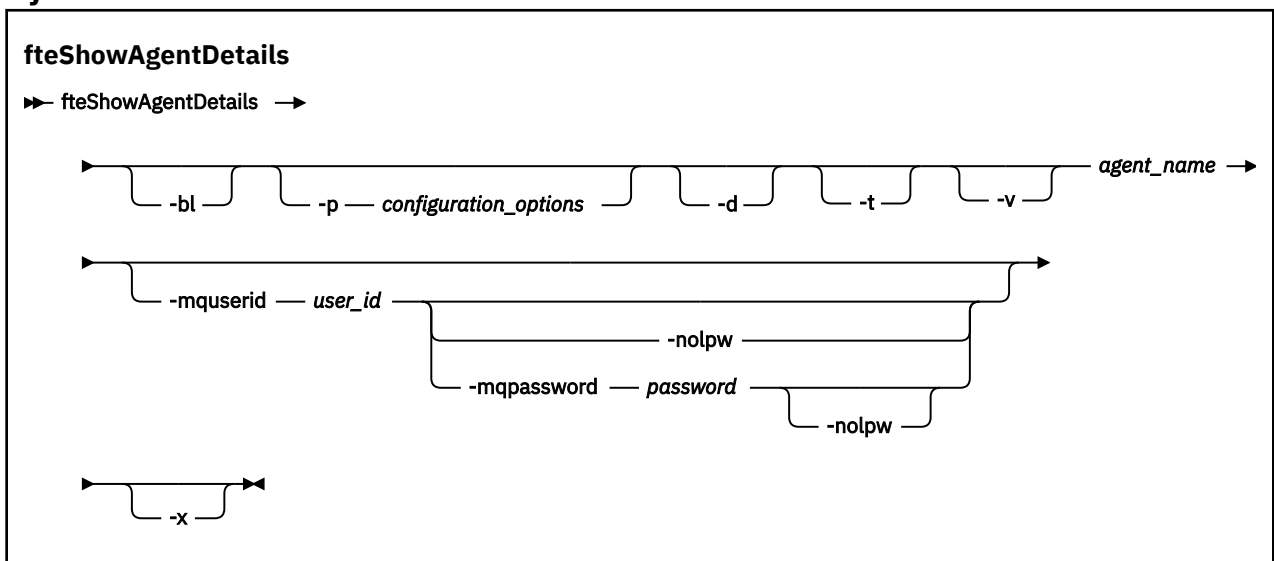 fteShowAgentDetails
fteShowAgentDetails
-bl -p configuration_options -d -t -v agent_name
-mquserid user_id
-nolpw
-mqpassword password
-nolpw
-x